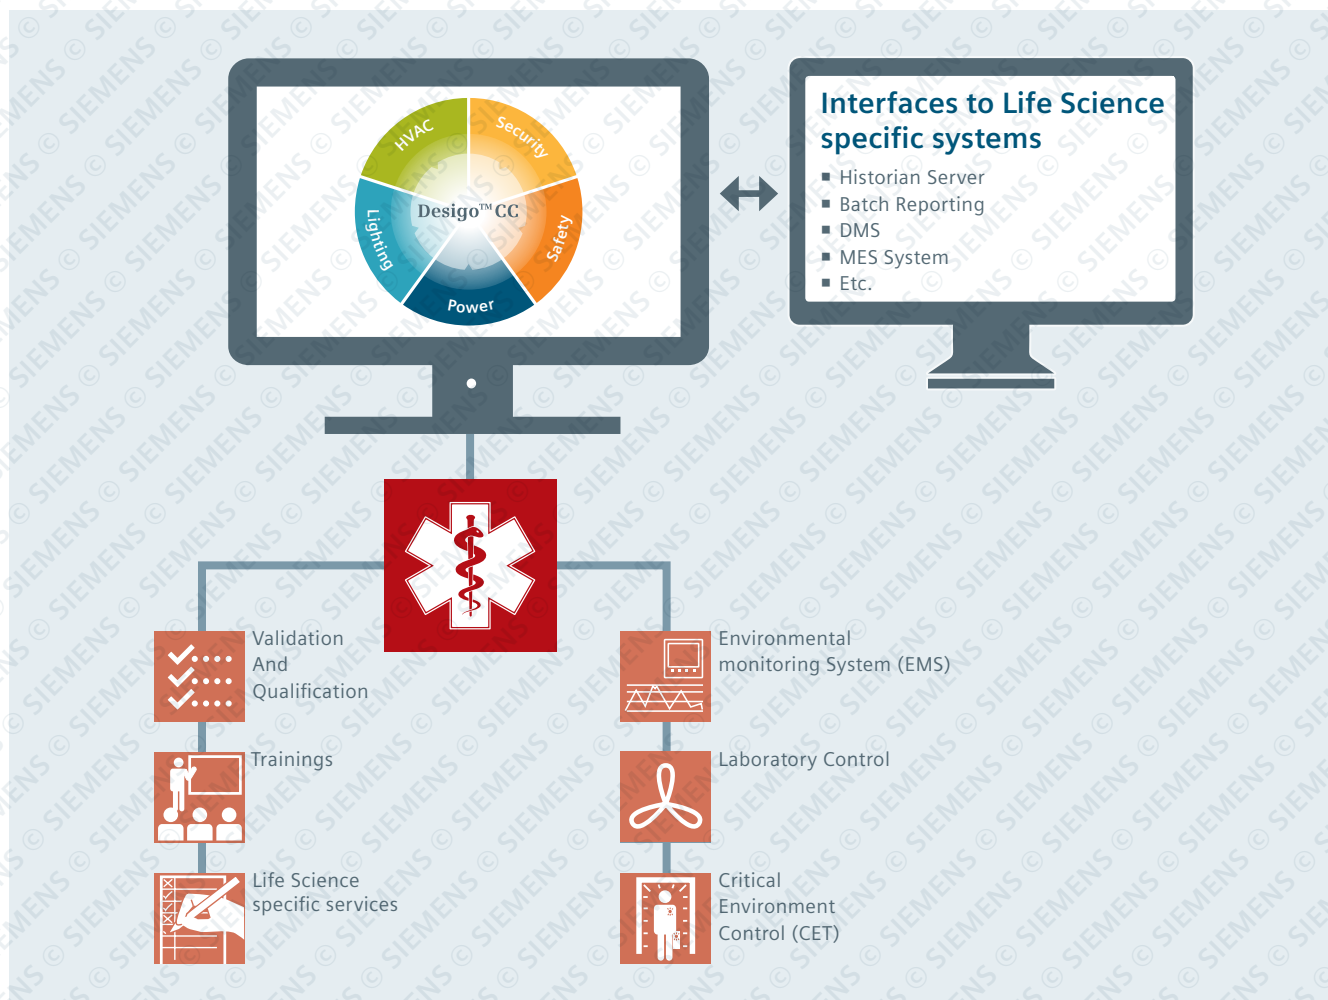 HVAC
Security
Lighting
Desigo™ CC
Safety
Power
Interfaces to Life Science
specific systems
▪ Historian Server
▪ Batch Reporting
▪ DMS
▪ MES System
▪ Etc.
Validation
And
Qualification
Trainings
Life Science
specific services
Environmental
monitoring System (EMS)
Laboratory Control
Critical
Environment
Control (CET)
© SIEMENS